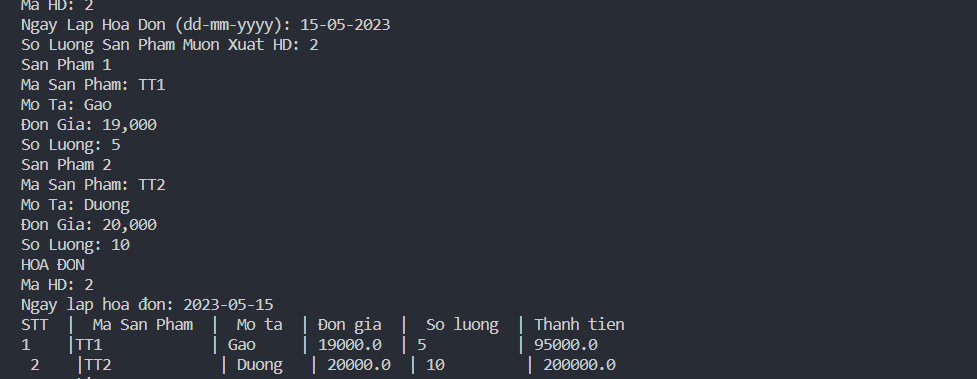 Ma HD: 2
Ngay Lap Hoa Don (dd-mm-yyyy): 15-05-2023
So Luong San Pham Muon Xuat HD: 2
San Pham 1
Ma San Pham: TT1
Mo Ta: Gao
Đon Gia: 19,000
So Luong: 5
San Pham 2
Ma San Pham: TT2
Mo Ta: Duong
Đon Gia: 20,000
So Luong: 10
HOA ĐON
Ma HD: 2
Ngay lap hoa đon: 2023-05-15
STT | Ma San Pham | Mo ta | Đon gia | So luong | Thanh tien
1 |TT1 | Gao | 19000.0 | 5 | 95000.0
2 |TT2 | Duong | 20000.0 | 10 | 200000.0